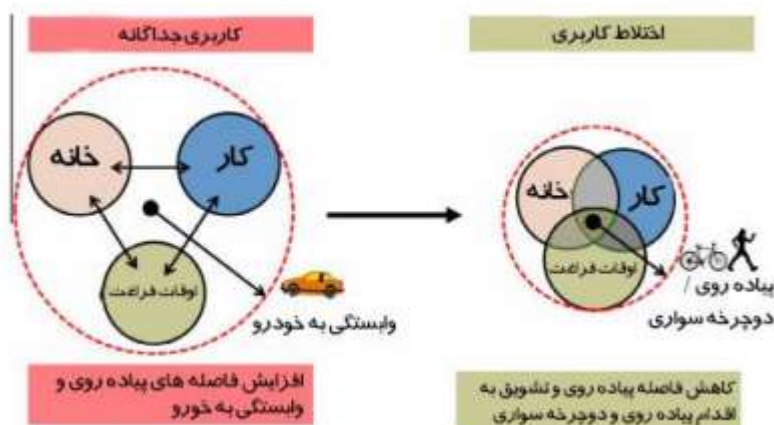 کاربری جداگانه
اختلاط کاربری
خانه
کار
اوقات فراغت
وابستگی به خودرو
افزایش فاصله های پیاده روی و
وابستگی به خورو
خانه
کار
اوقات فراغت
پیاده روی /
دوچرخه سواری
کاهش فاصله پیاده روی و تشویق به
اقدام پیاده روی و دوچرخه سواری